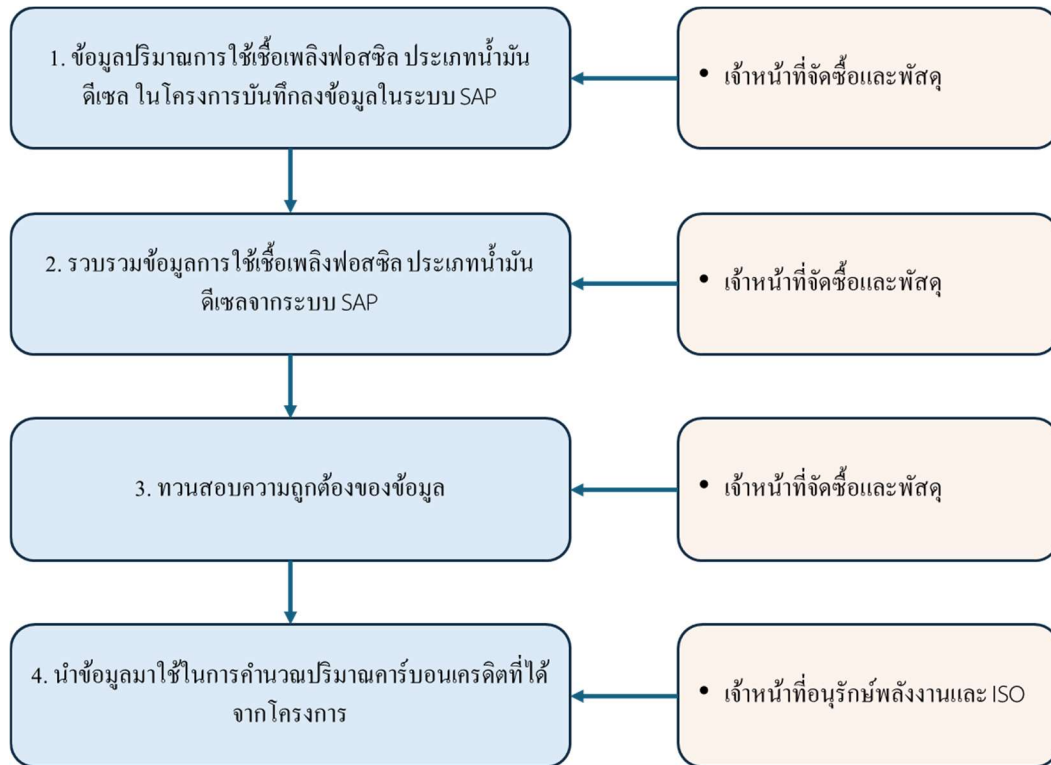 1. ข้อมูลปริมาณการใช้เชื้อเพลิงฟอสซิล ประเภทน้ำมัน
ดีเซล ในโครงการบันทึกลงข้อมูลในระบบ SAP
• เจ้าหน้าที่จัดซื้อและพัสดุ
2. รวบรวมข้อมูลการใช้เชื้อเพลิงฟอสซิล ประเภทน้ำมัน
ดีเซลจากระบบ SAP
• เจ้าหน้าที่จัดซื้อและพัสดุ
3. ทวนสอบความถูกต้องของข้อมูล
• เจ้าหน้าที่จัดซื้อและพัสดุ
4. นำข้อมูลมาใช้ในการคำนวณปริมาณคาร์บอนเครดิตที่ได้
จากโครงการ
• เจ้าหน้าที่อนุรักษ์พลังงานและ ISO